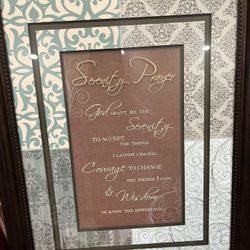 Serenity Prayer
God GRANT ME THE
Serenity
TO ACCEPT
THE THINGS
I CANNOT CHANGE;
Courage TO CHANGE
THE THINGS I CAN;
& Wisdom
TO KNOW THE DIFFERENCE.